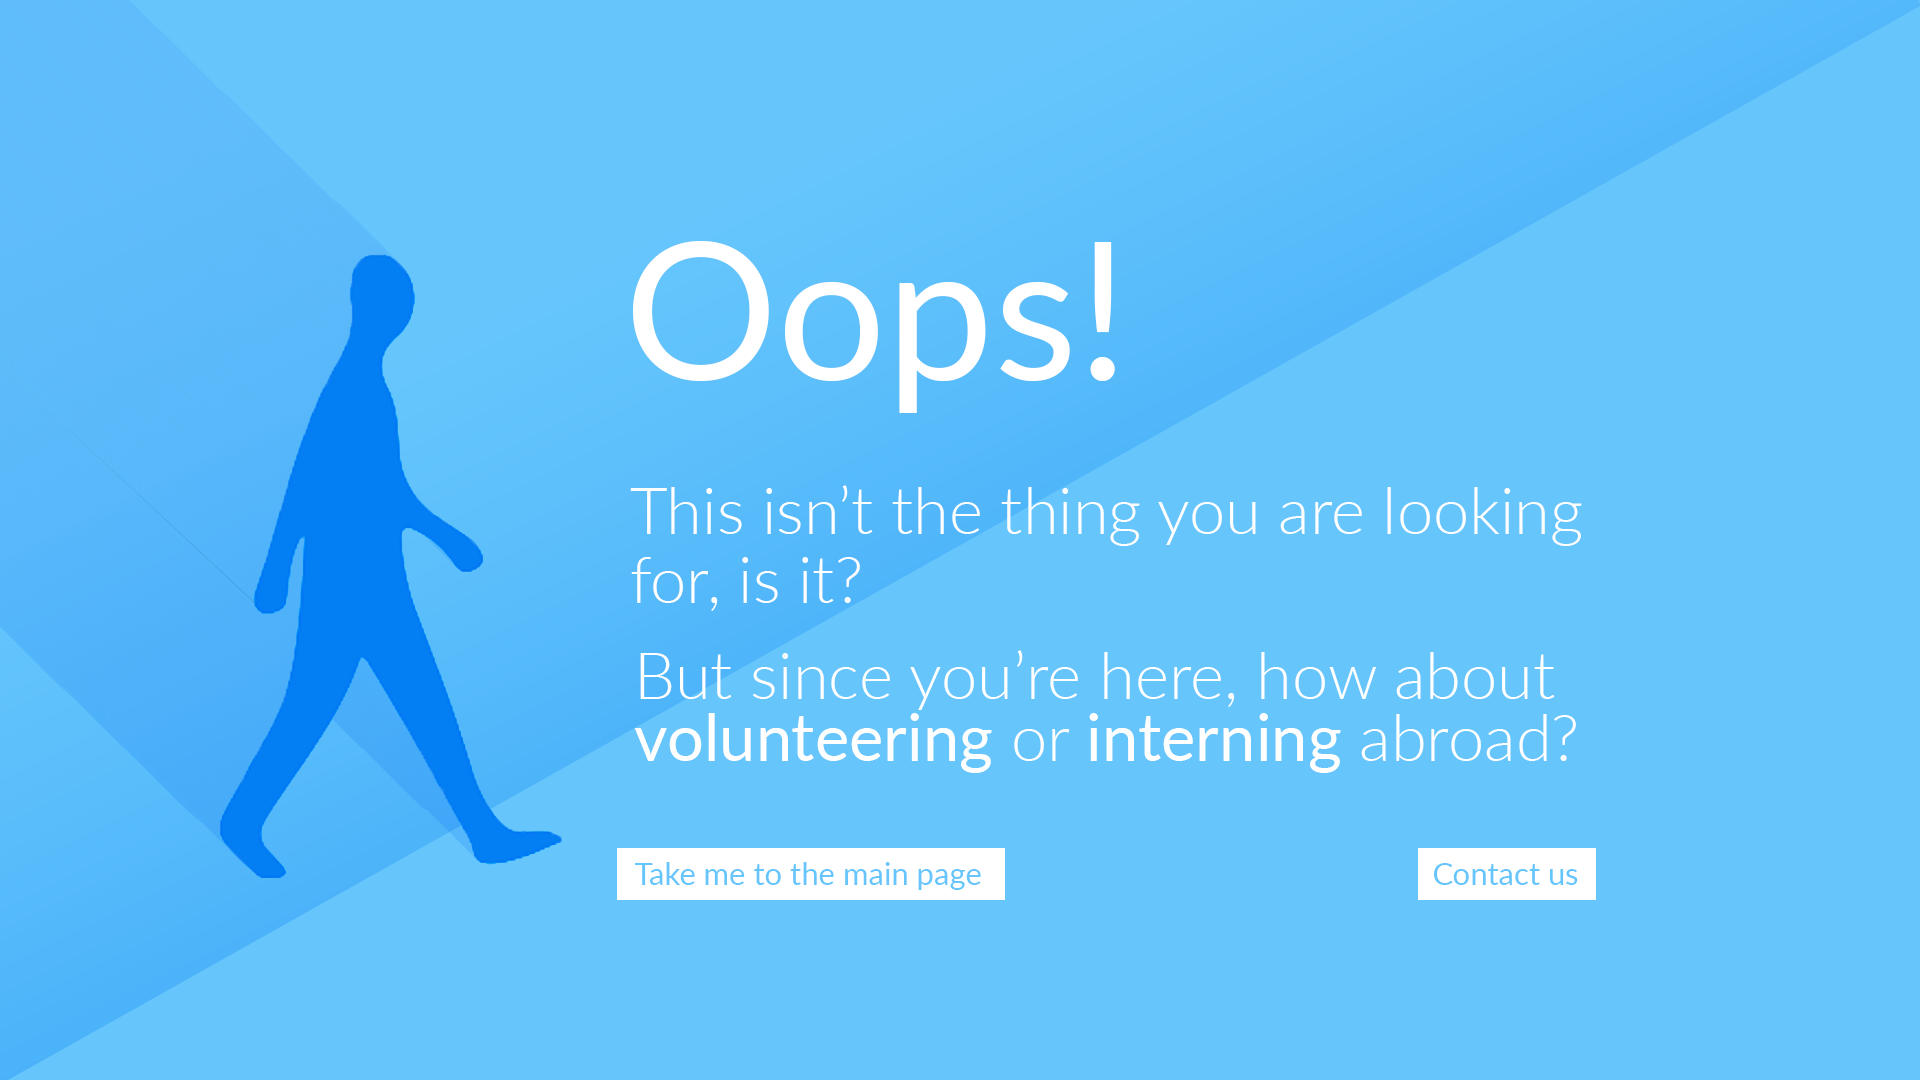 Oops!
This isn’t the thing you are looking
for, is it?
But since you’re here, how about
volunteering or interning abroad?
Take me to the main page
Contact us